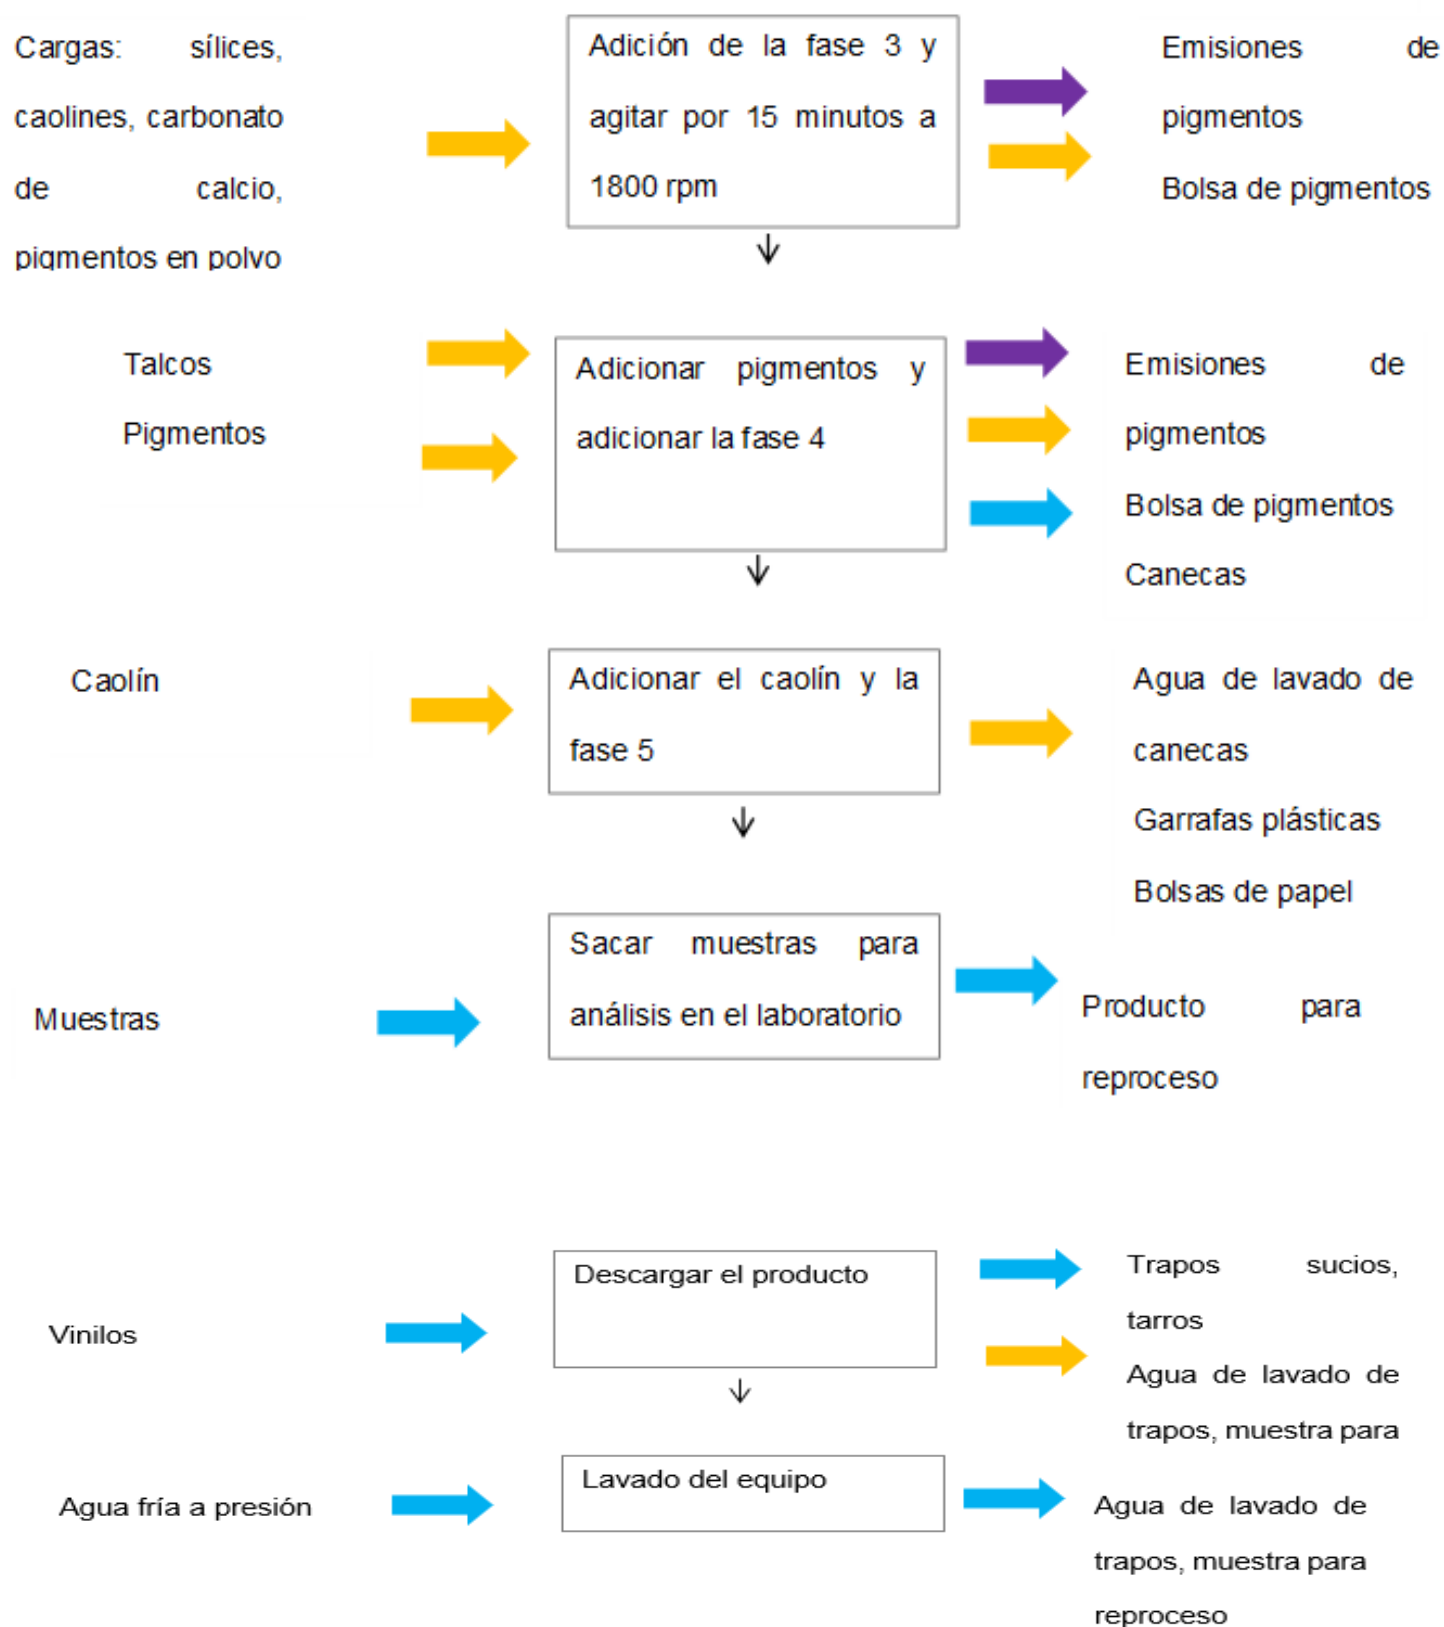 Cargas: sílices,
caolines, carbonato
de calcio,
pigmentos en polvo
Adición de la fase 3 y
agitar por 15 minutos a
1800 rpm
Emisiones de
pigmentos
Bolsa de pigmentos
Talcos
Pigmentos
Adicionar pigmentos y
adicionar la fase 4
Emisiones de
pigmentos
Bolsa de pigmentos
Canecas
Caolín
Adicionar el caolín y la
fase 5
Agua de lavado de
canecas
Garrafas plásticas
Bolsas de papel
Muestras
Sacar muestras para
análisis en el laboratorio
Producto para
reproceso
Vinilos
Descargar el producto
Trapos sucios,
tarros
Agua de lavado de
trapos, muestra para
Agua fría a presión
Lavado del equipo
Agua de lavado de
trapos, muestra para
reproceso